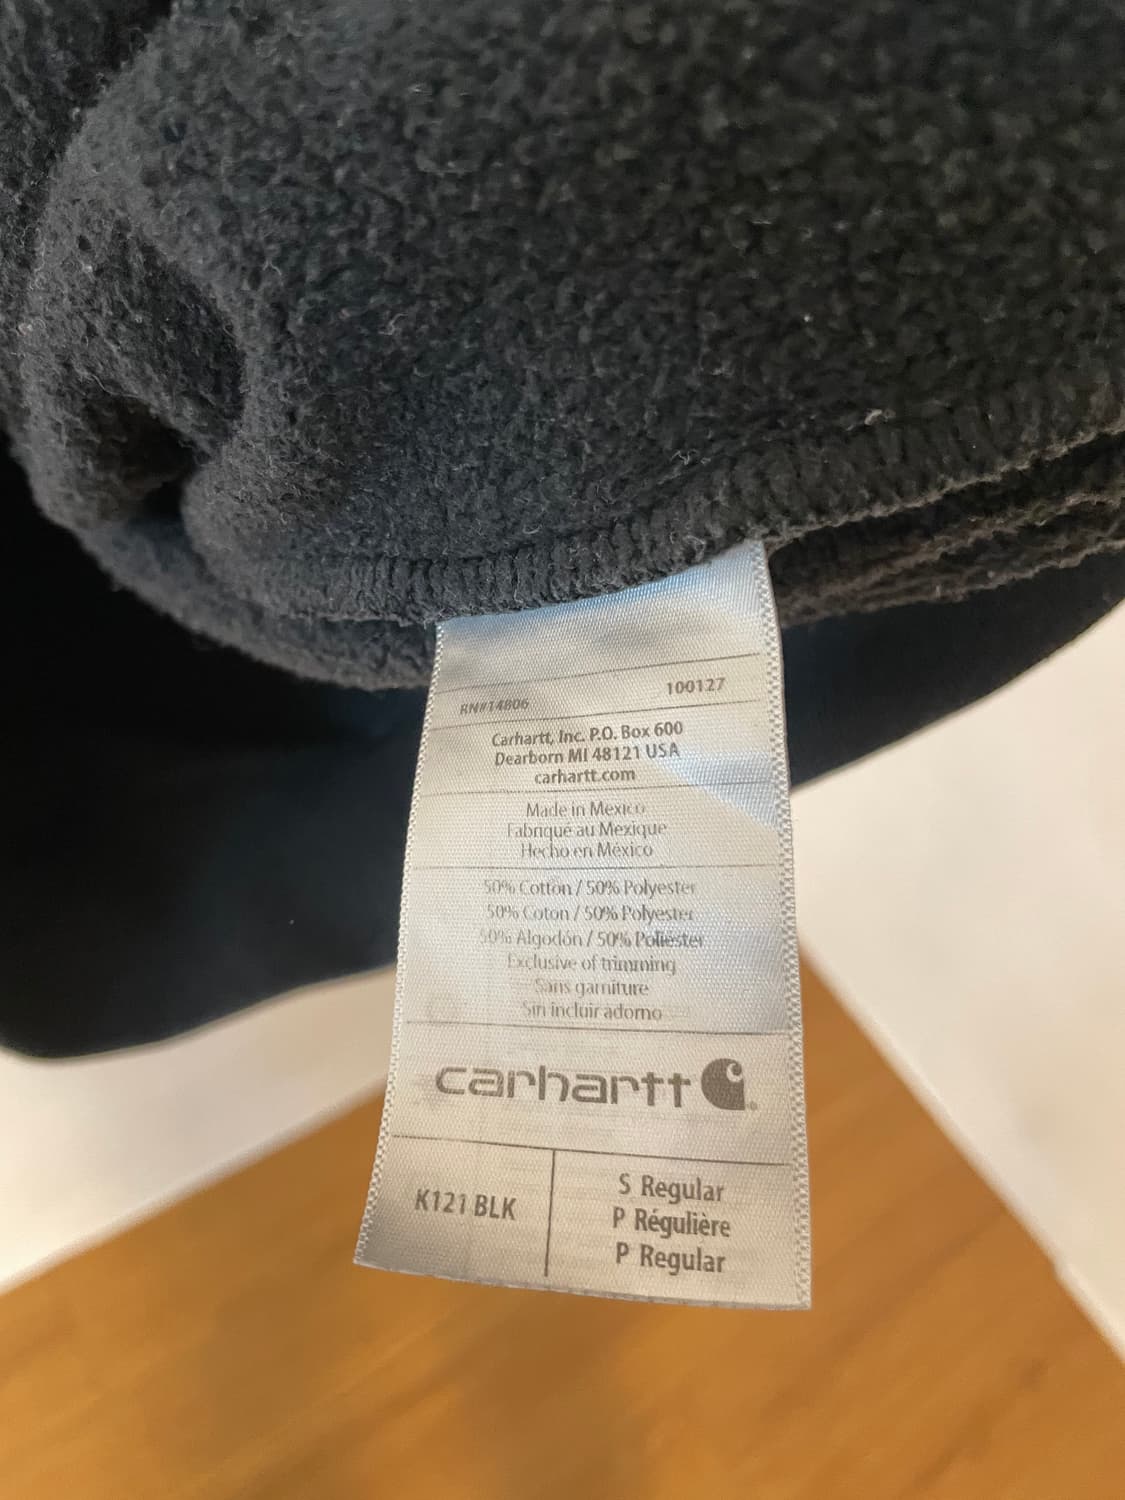 RN#14806 100127
Carhartt, Inc. P.O. Box 600
Dearborn MI 48121 USA
carhartt.com
Made in Mexico
Fabriqué au Mexique
Hecho en México
50% Cotton / 50% Polyester
50% Coton / 50% Polyester
50% Algodón / 50% Poliéster
Exclusive of trimming
Sans garniture
Sin incluir adorno
carhartt
K121 BLK
S Regular
P Régulière
P Regular